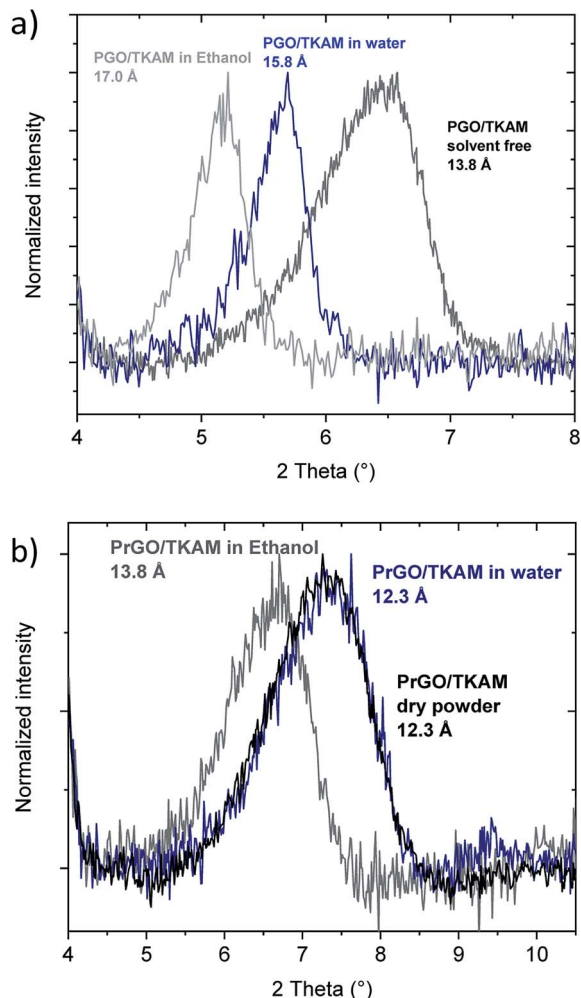 a)
PGO/TKAM in Ethanol
17.0 Å
PGO/TKAM in water
15.8 Å
PGO/TKAM
solvent free
13.8 Å
Normalized intensity
4 5 6 7 8
2 Theta (°)
b)
PrGO/TKAM in Ethanol
13.8 Å
PrGO/TKAM in water
12.3 Å
PrGO/TKAM
dry powder
12.3 Å
Normalized intensity
4 5 6 7 8 9 10
2 Theta (°)